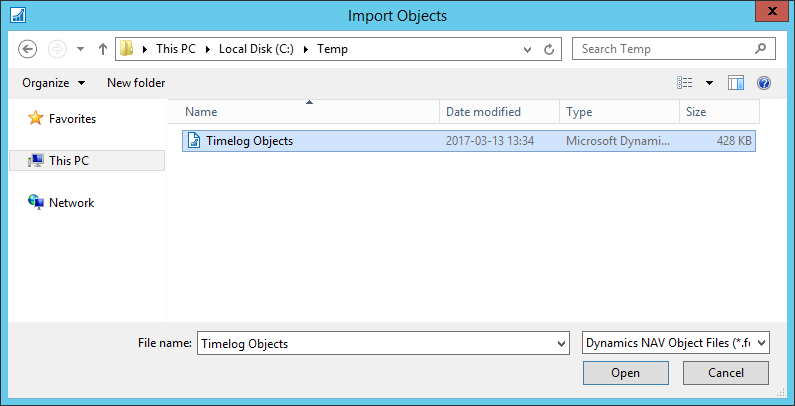 Import Objects
This PC Local Disk (C:) Temp
Search Temp
Organize New folder
Favorites
This PC
Network
Name Date modified Type Size
Timelog Objects 2017-03-13 13:34 Microsoft Dynami... 428 KB
File name: Timelog Objects Dynamics NAV Object Files (*.fo
Open Cancel